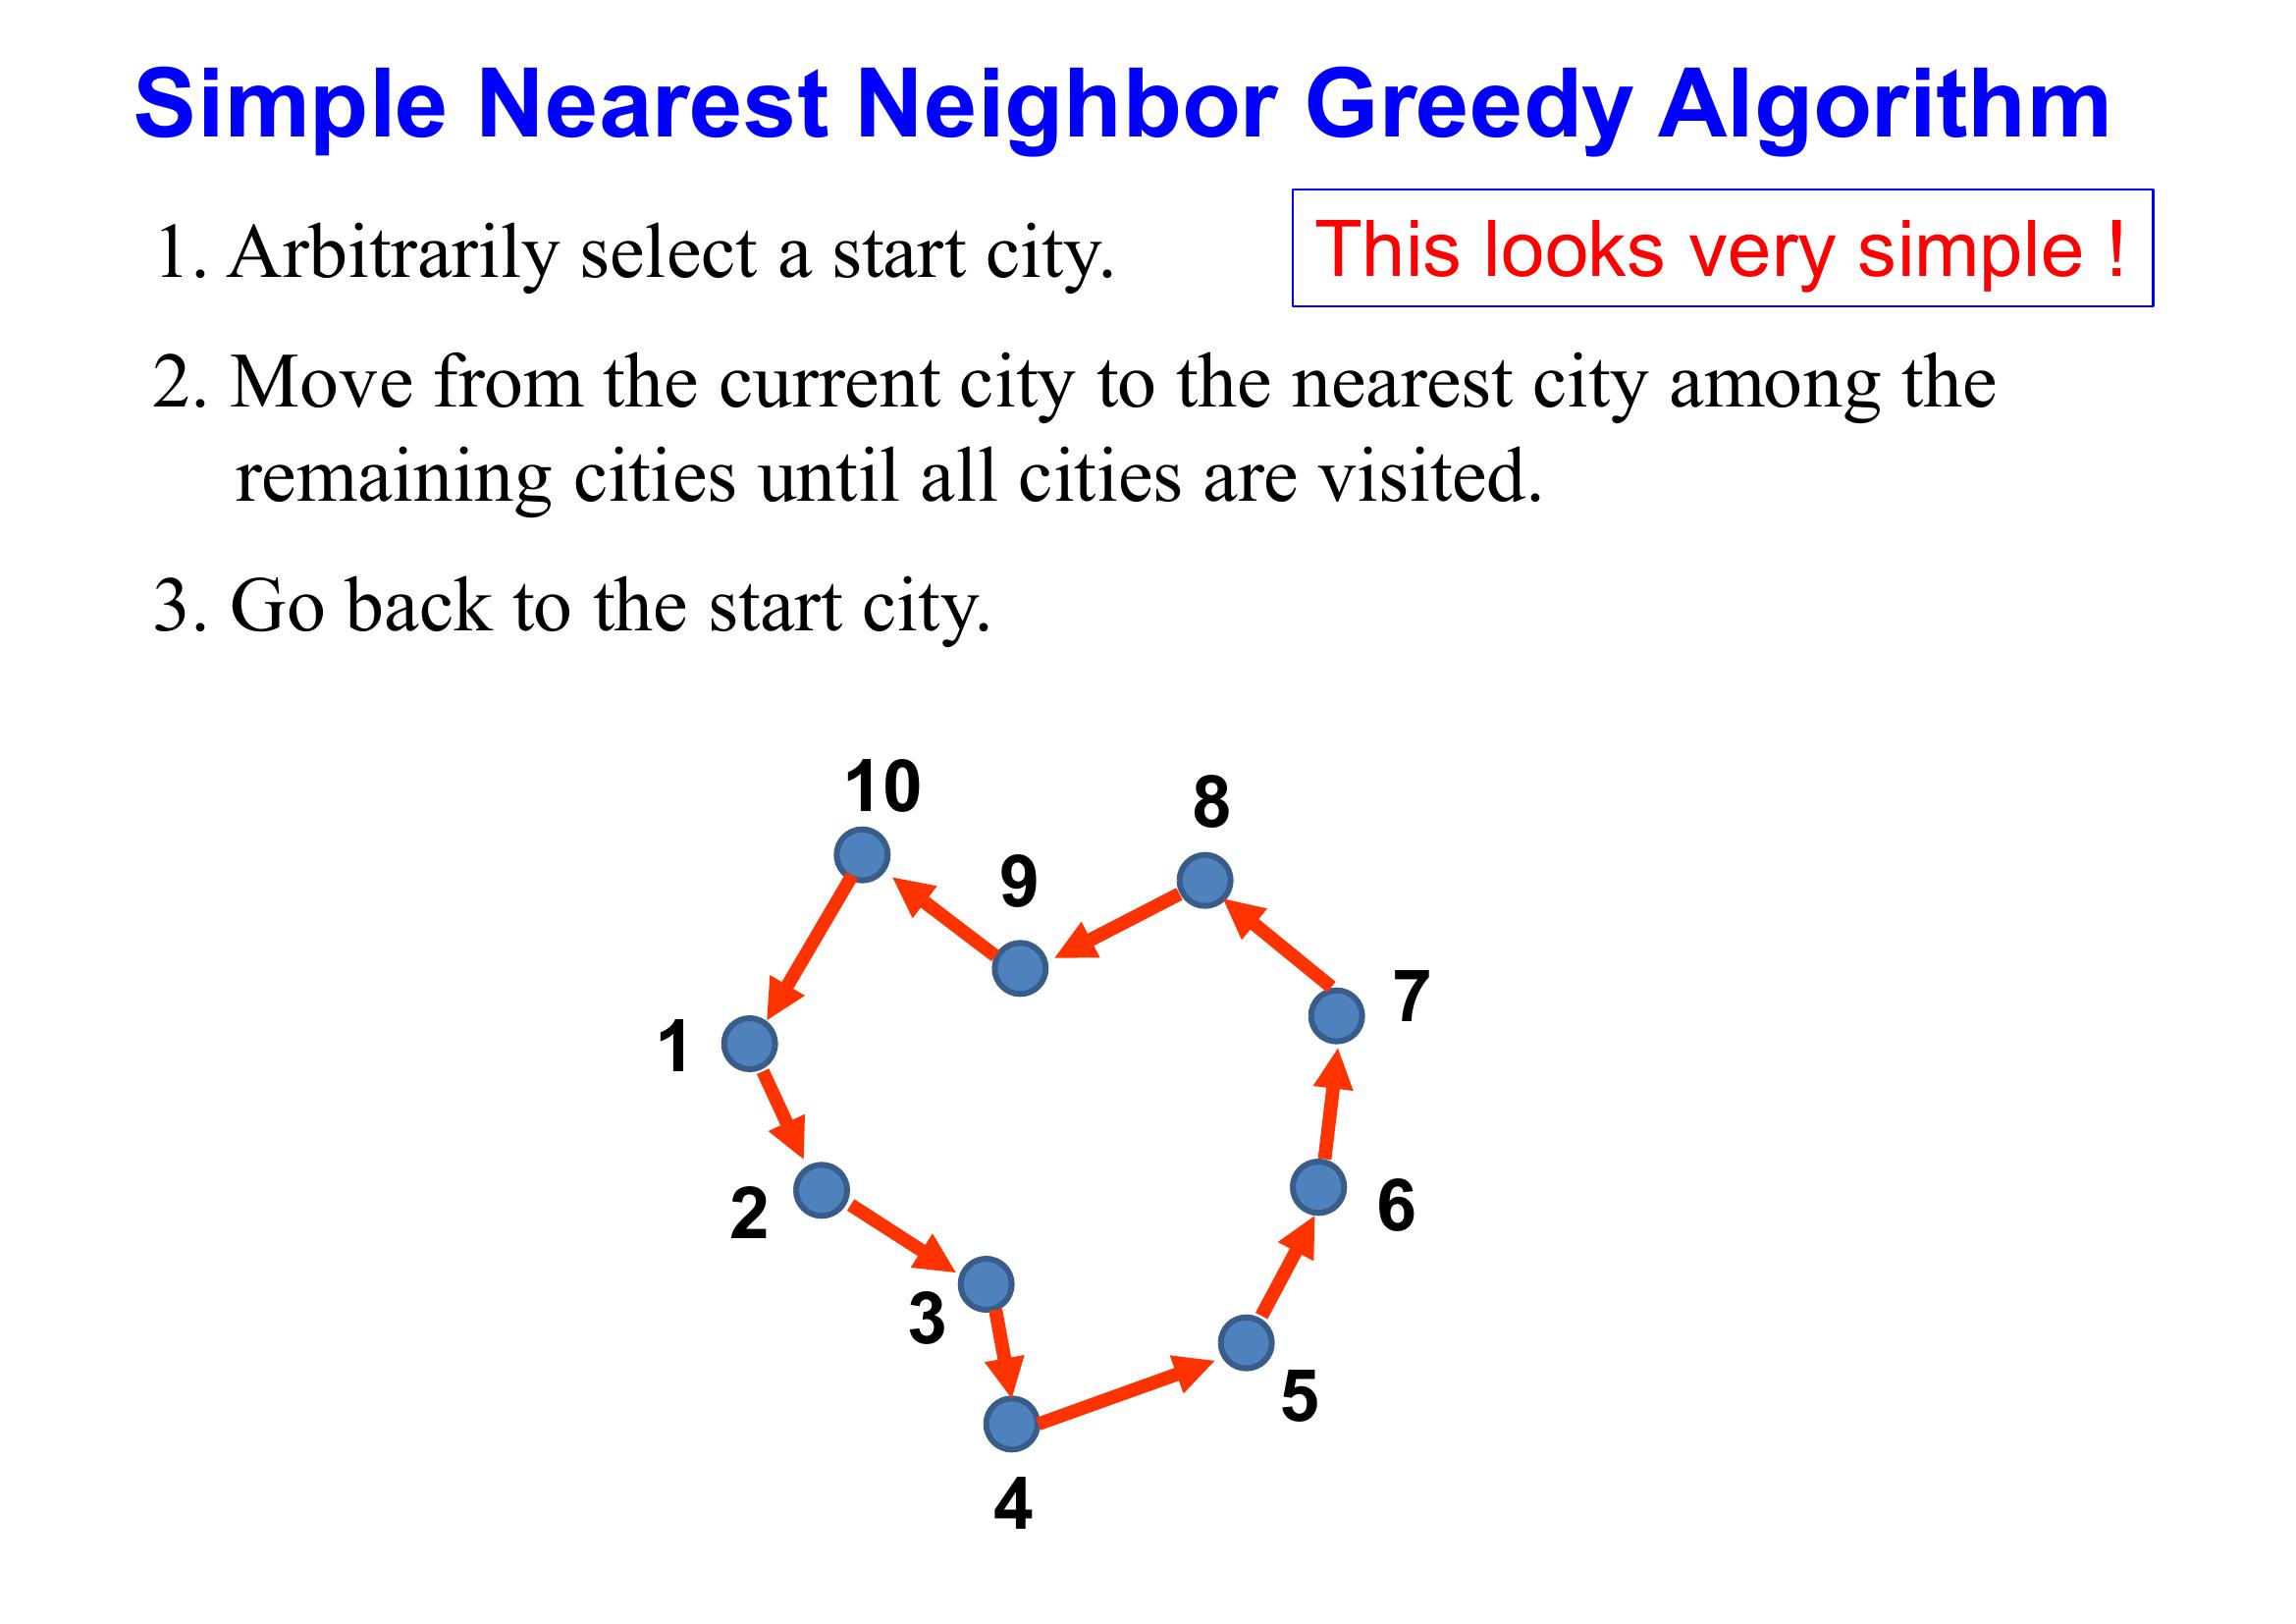 Simple Nearest Neighbor Greedy Algorithm
1. Arbitrarily select a start city.
This looks very simple !
2. Move from the current city to the nearest city among the
remaining cities until all cities are visited.
3. Go back to the start city.
10
8
9
7
1
6
2
3
5
4